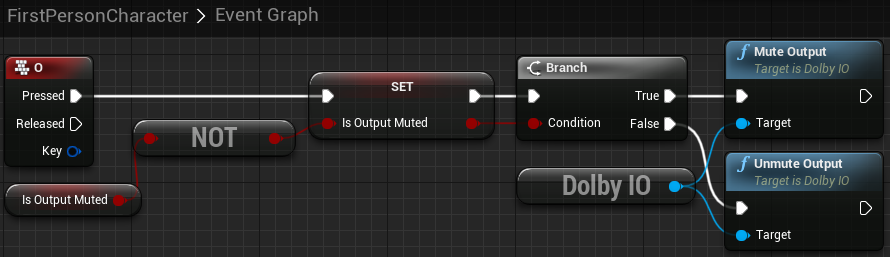 FirstPersonCharacter > Event Graph
O
Pressed
Released
Key
Is Output Muted
NOT
SET
Is Output Muted
Branch
True
Condition
False
Dolby IO
f Mute Output
Target is Dolby IO
Target
f Unmute Output
Target is Dolby IO
Target